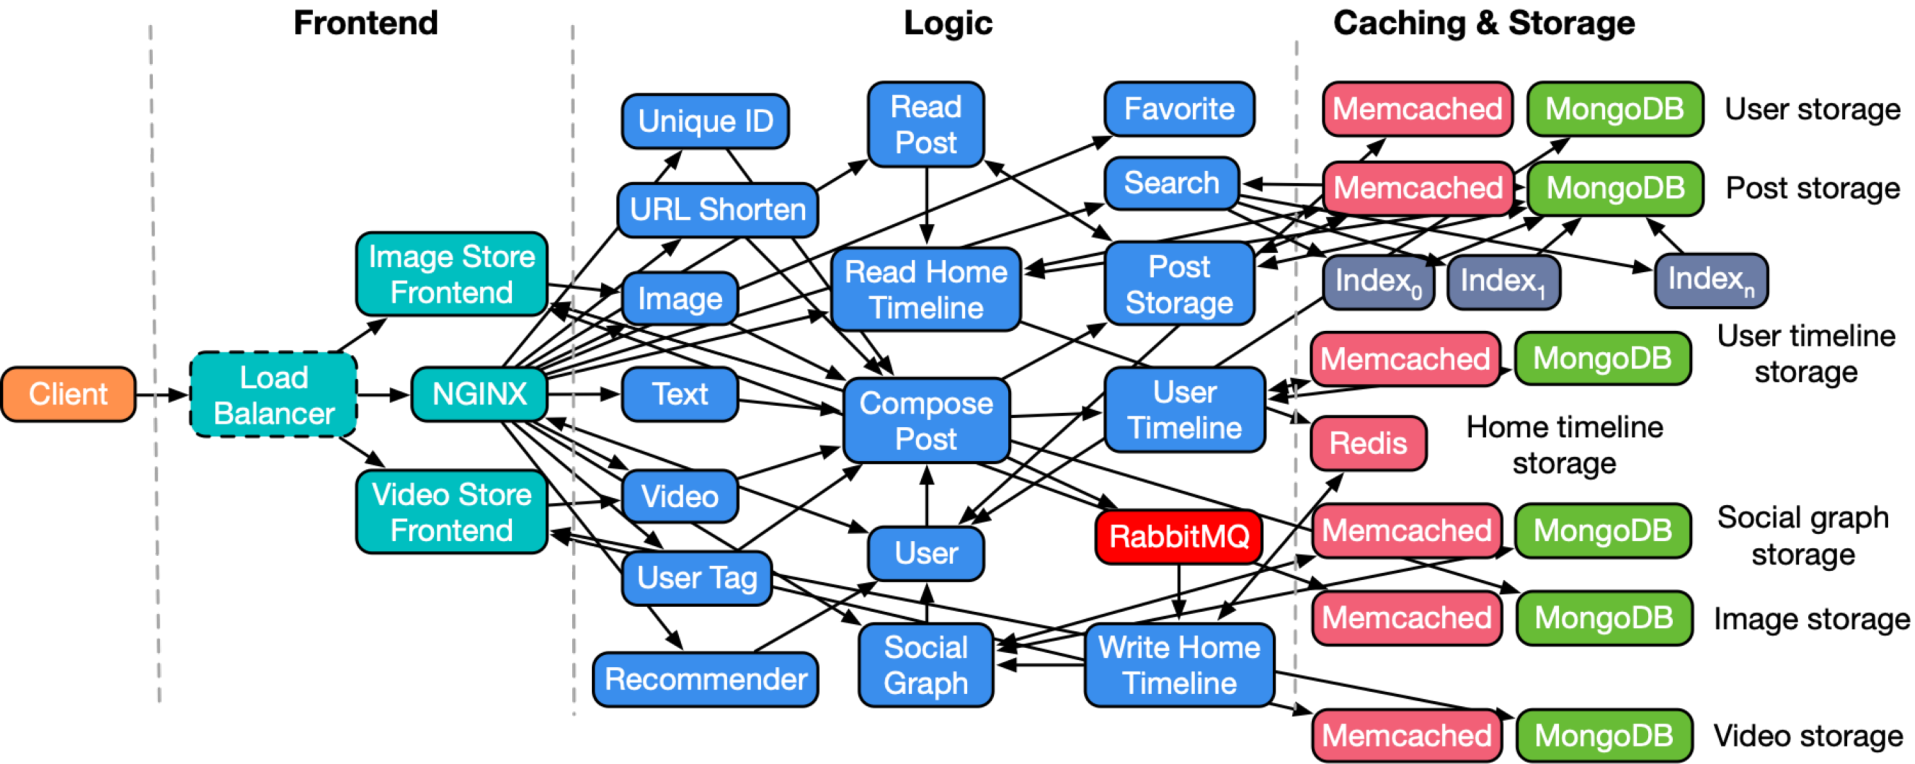 Frontend
Logic
Caching & Storage
Client
Load
Balancer
Image Store
Frontend
NGINX
Video Store
Frontend
Unique ID
URL Shorten
Image
Text
Video
User Tag
Recommender
Read
Post
Read Home
Timeline
Compose
Post
User
Social
Graph
Favorite
Search
Post
Storage
User
Timeline
RabbitMQ
Write Home
Timeline
Memcached MongoDB User storage
Memcached MongoDB Post storage
Index0 Index1 Indexn
Memcached MongoDB User timeline
storage
Redis Home timeline
storage
Memcached MongoDB Social graph
storage
Memcached MongoDB Image storage
Memcached MongoDB Video storage